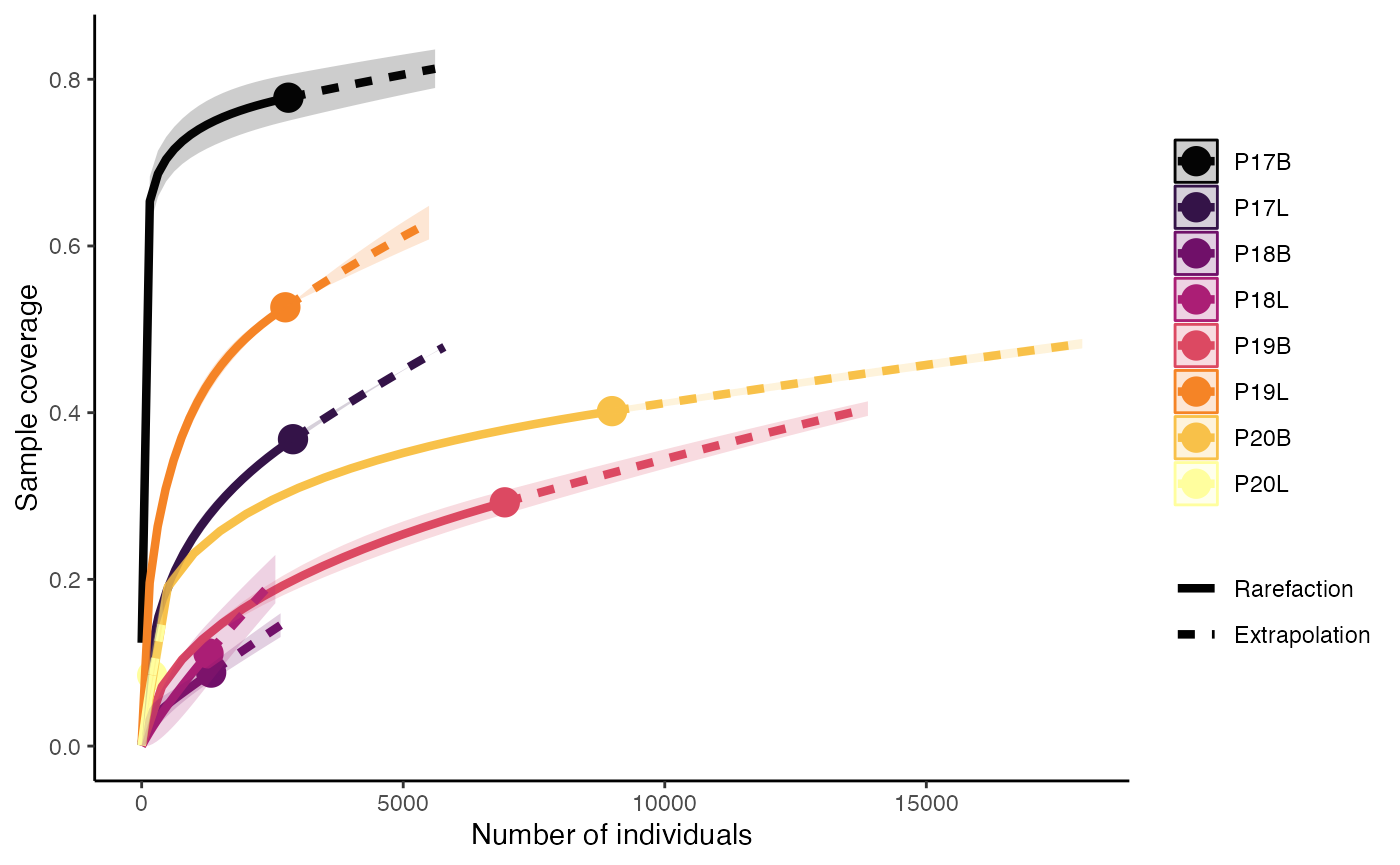 Sample coverage
0.8
0.6
0.4
0.2
0.0
0
5000
10000
15000
Number of individuals
P17B
P17L
P18B
P18L
P19B
P19L
P20B
P20L
Rarefaction
Extrapolation